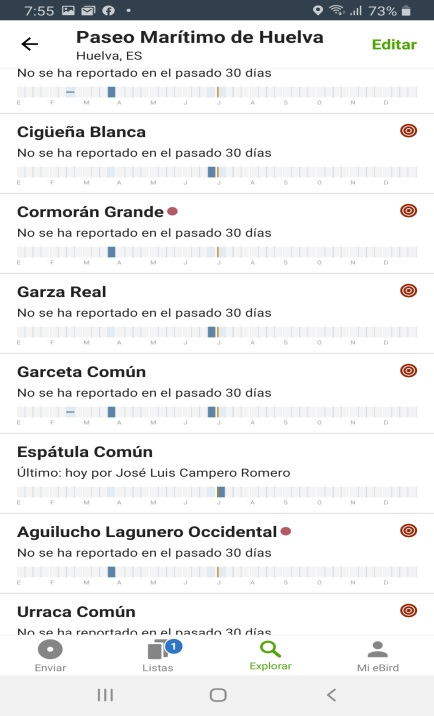 7:55
73%
Paseo Marítimo de Huelva
Huelva, ES
Editar
No se ha reportado en el pasado 30 días
E F M A M J J A S O N D
Cigüeña Blanca
No se ha reportado en el pasado 30 días
E F M A M J J A S O N D
Cormorán Grande
No se ha reportado en el pasado 30 días
E F M A M J J A S O N D
Garza Real
No se ha reportado en el pasado 30 días
E F M A M J J A S O N D
Garceta Común
No se ha reportado en el pasado 30 días
E F M A M J J A S O N D
Espátula Común
Último: hoy por José Luis Campero Romero
E F M A M J J A S O N D
Aguilucho Lagunero Occidental
No se ha reportado en el pasado 30 días
E F M A M J J A S O N D
Urraca Común
No se ha reportado en el pasado 30 días
1
Enviar
Listas
Explorar
Mi eBird